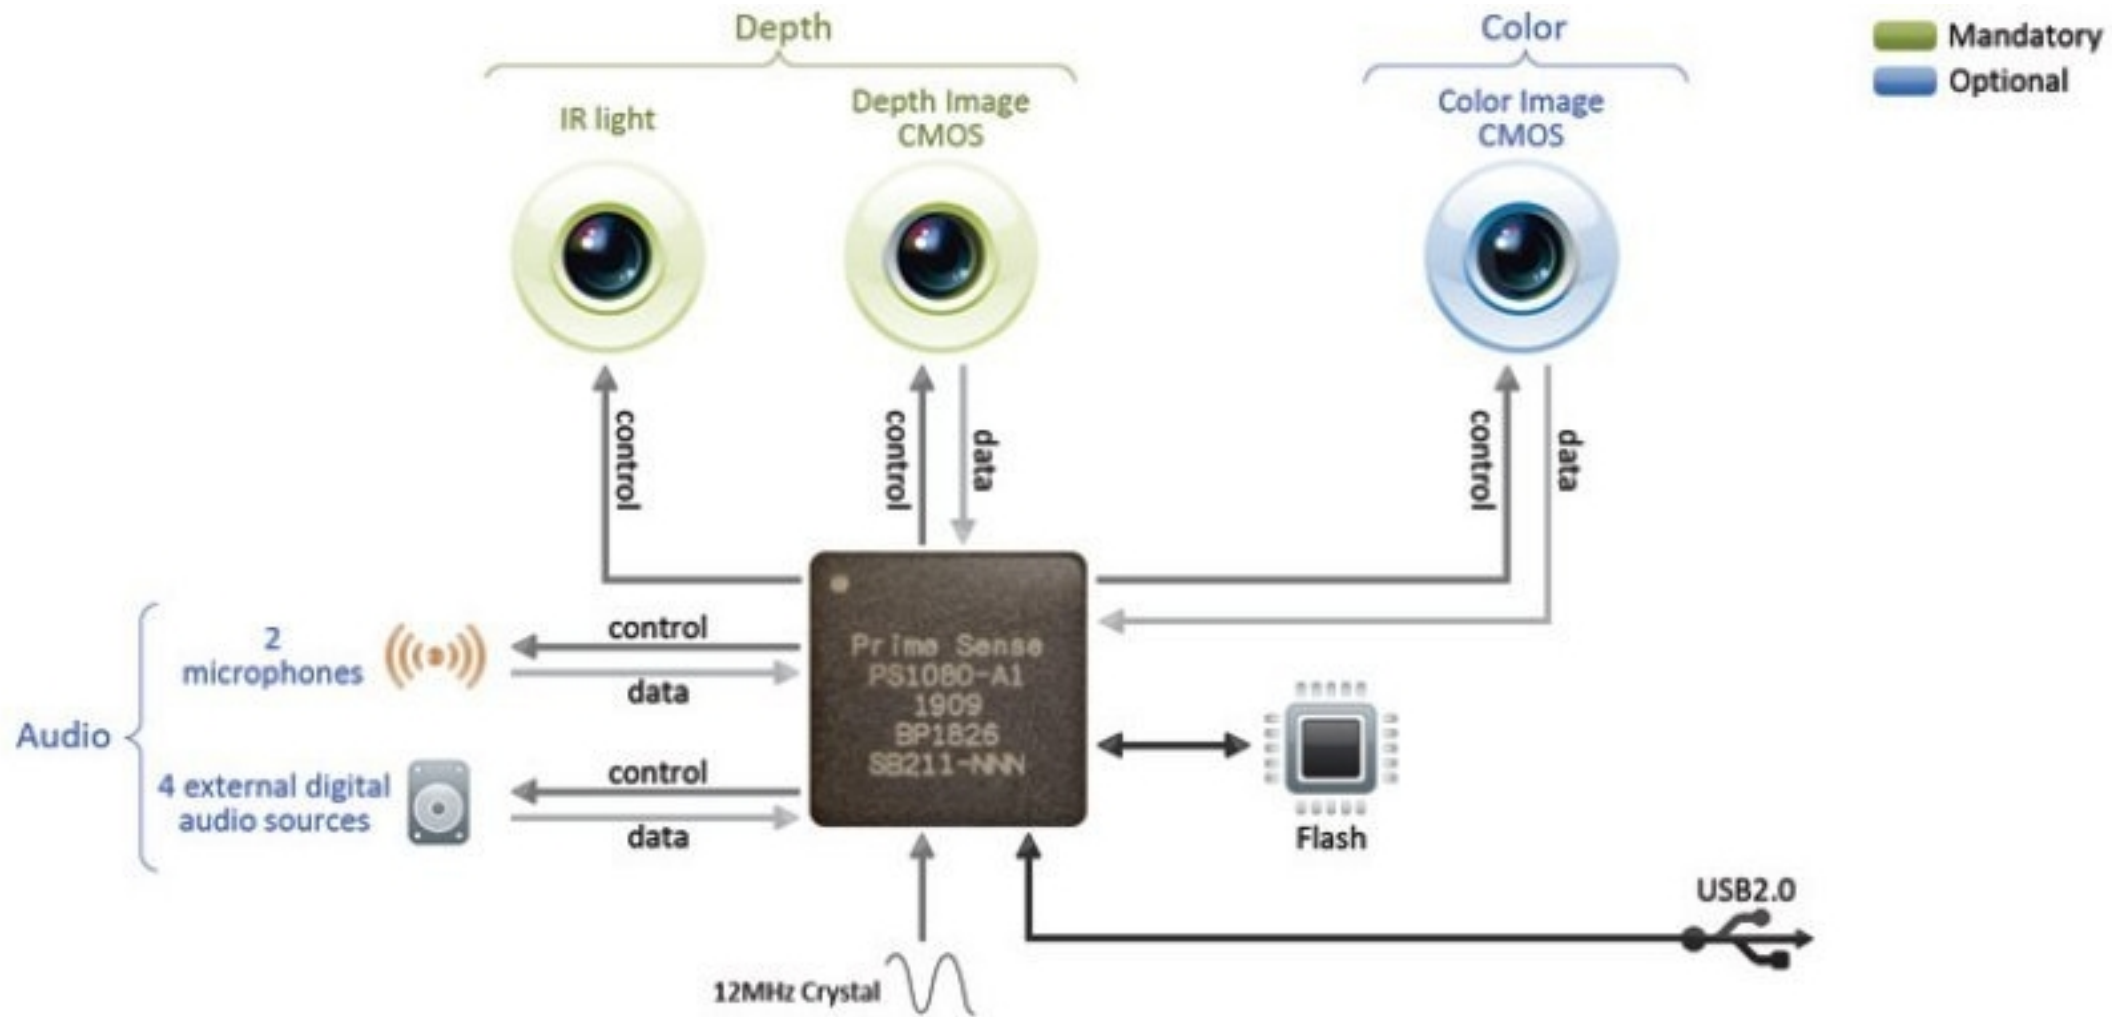 Depth
Color
Mandatory
Optional
IR light
Depth Image
CMOS
Color Image
CMOS
control
control
data
control
data
Audio
2
microphones
control
data
4 external digital
audio sources
control
data
Prime Sense
PS1080-A1
1909
BP1826
SB211-NNN
Flash
USB2.0
12MHz Crystal